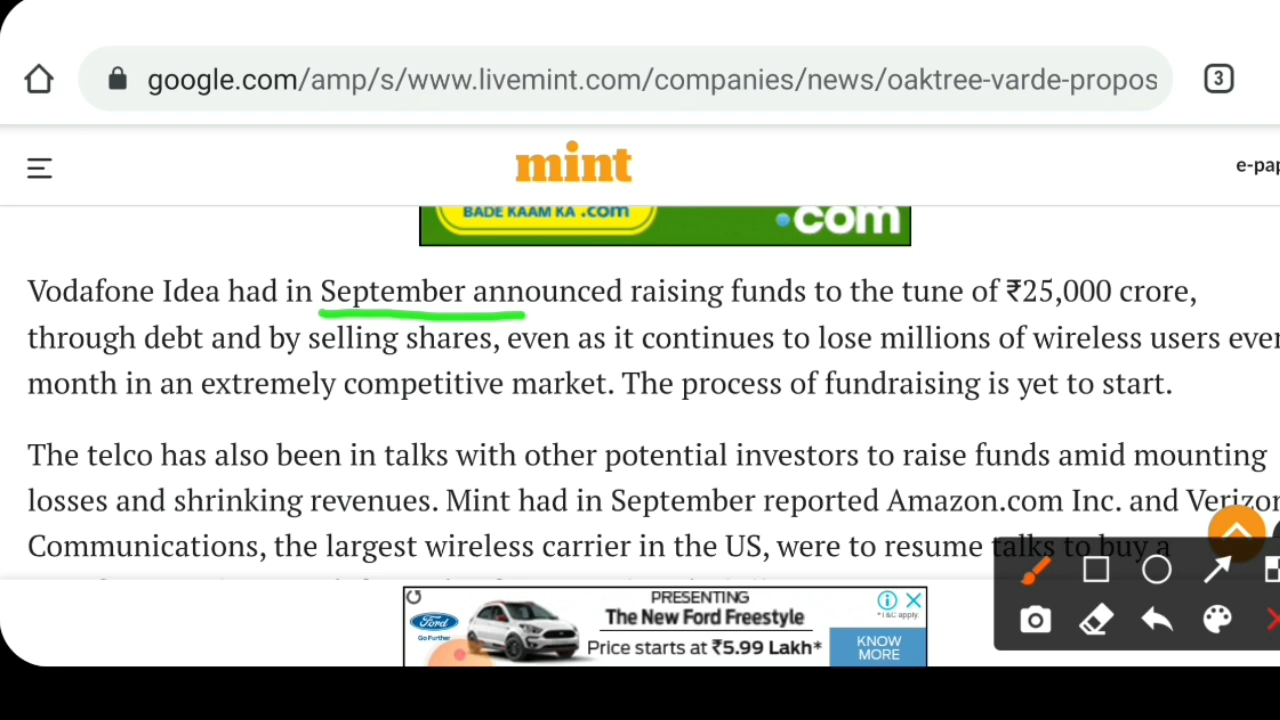 google.com/amp/s/www.livemint.com/companies/news/oaktree-varde-propos
3
mint
e-pap
BADE KAAM KA .com
.com
Vodafone Idea had in September announced raising funds to the tune of ₹25,000 crore,
through debt and by selling shares, even as it continues to lose millions of wireless users ever
month in an extremely competitive market. The process of fundraising is yet to start.
The telco has also been in talks with other potential investors to raise funds amid mounting
losses and shrinking revenues. Mint had in September reported Amazon.com Inc. and Verizon
Communications, the largest wireless carrier in the US, were to resume talks to buy a
PRESENTING
The New Ford Freestyle
Price starts at ₹5.99 Lakh*
Ford
Go Further
*T&C apply.
KNOW
MORE